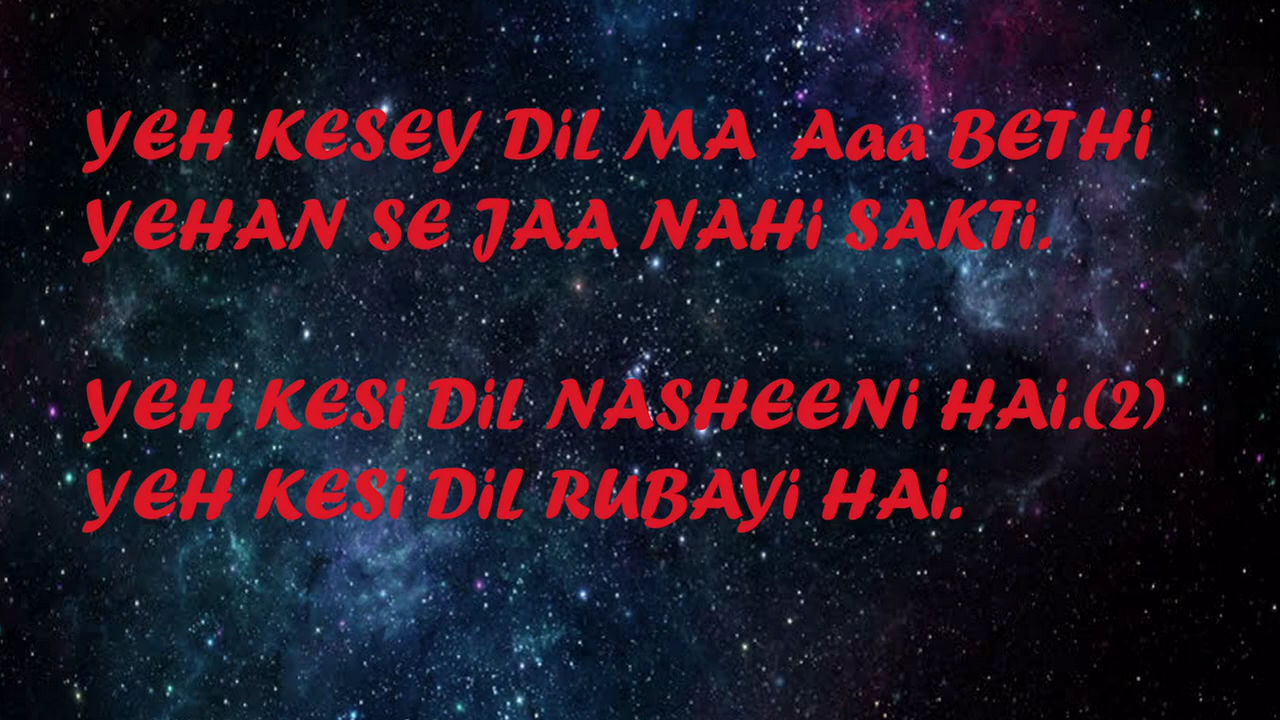 YEH KESEY DiL MA Aaa BETHi
YEHAN SE JAA NAHi SAKTi.
YEH KESi DiL NASHEENi HAi.(2)
YEH KESi DiL RUBAYi HAi.